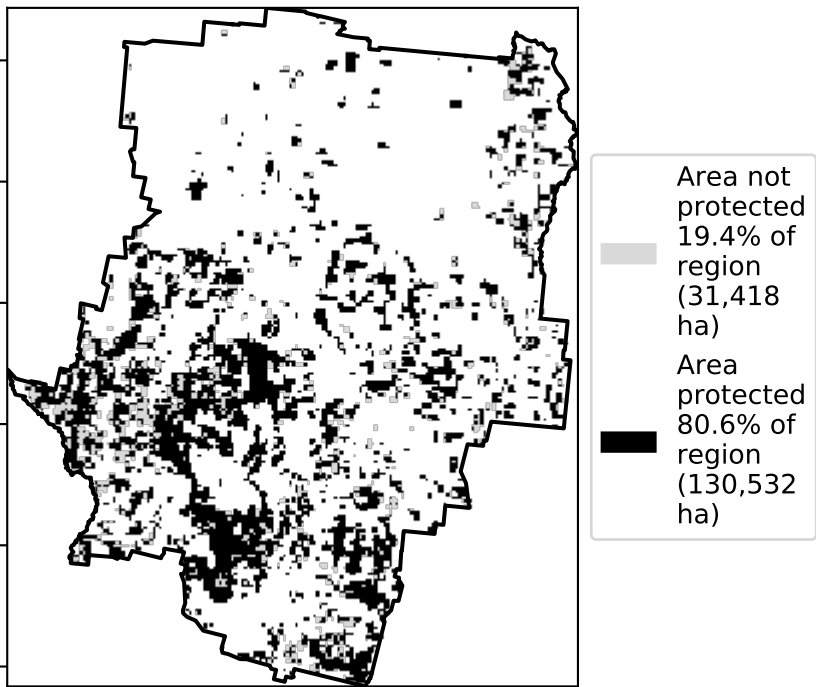 Area not
protected
19.4% of
region
(31,418
ha)
Area
protected
80.6% of
region
(130,532
ha)